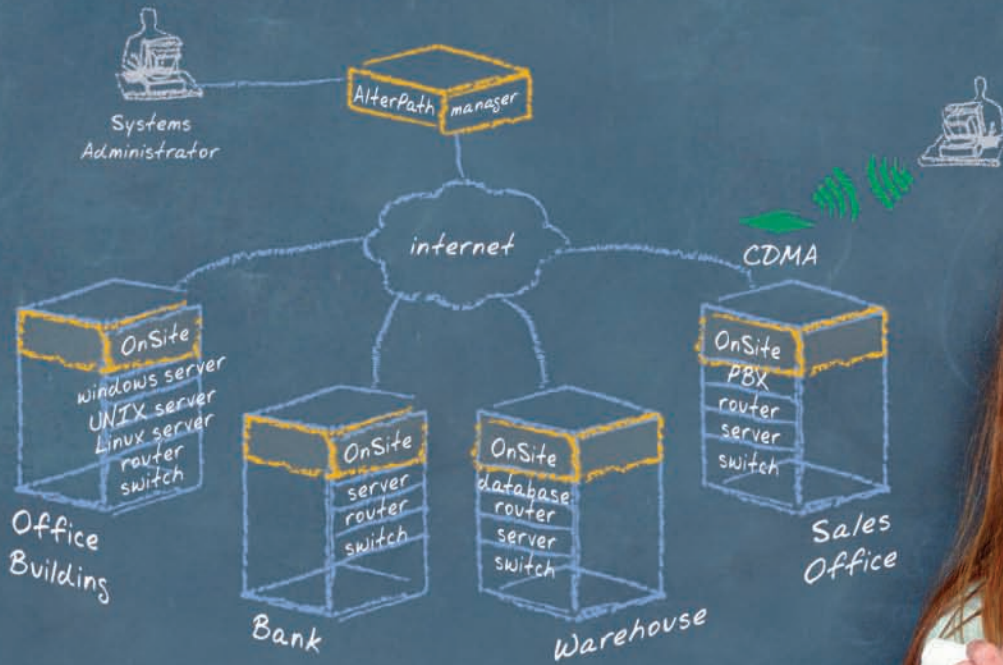 Systems
Administrator
AlterPath manager
internet
CDMA
OnSite
windows server
UNIX server
Linux server
router
switch
Office
Building
OnSite
server
router
switch
Bank
OnSite
database
router
server
switch
Warehouse
OnSite
PBX
router
server
switch
Sales
Office